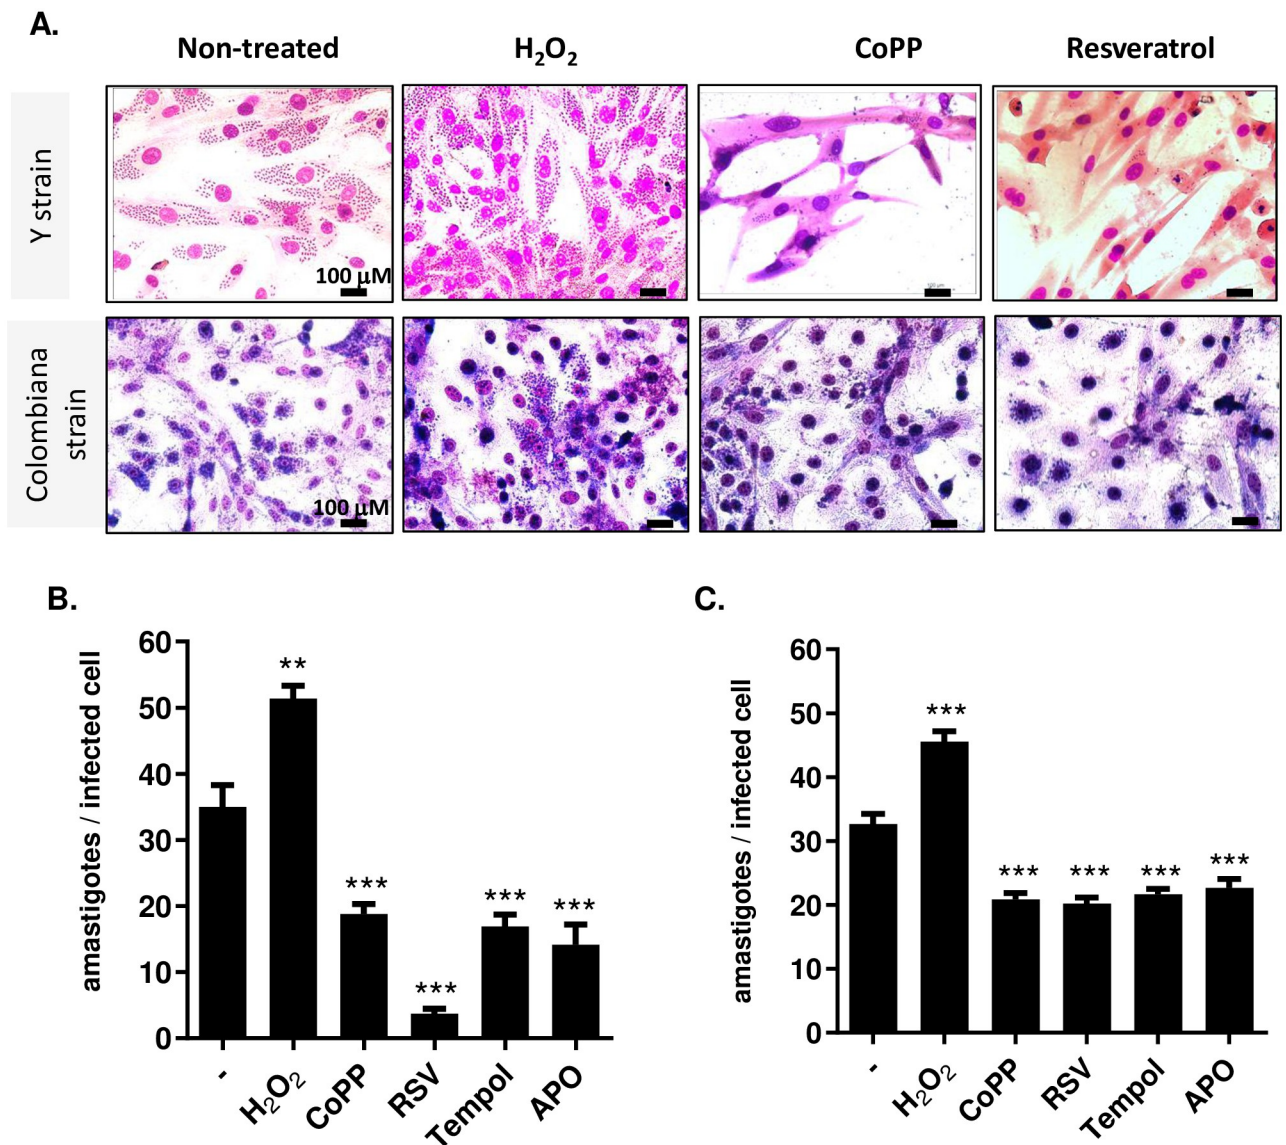 A.
Non-treated
H₂O₂
CoPP
Resveratrol
Y strain
100 µM
Colombiana
strain
100 µM
B.
amastigotes / infected cell
60
50
40
30
20
10
0
**
***
***
***
***
-
H₂O₂
CoPP
RSV
Tempol
APO
C.
amastigotes / infected cell
60
50
40
30
20
10
0
***
***
***
***
***
-
H₂O₂
CoPP
RSV
Tempol
APO